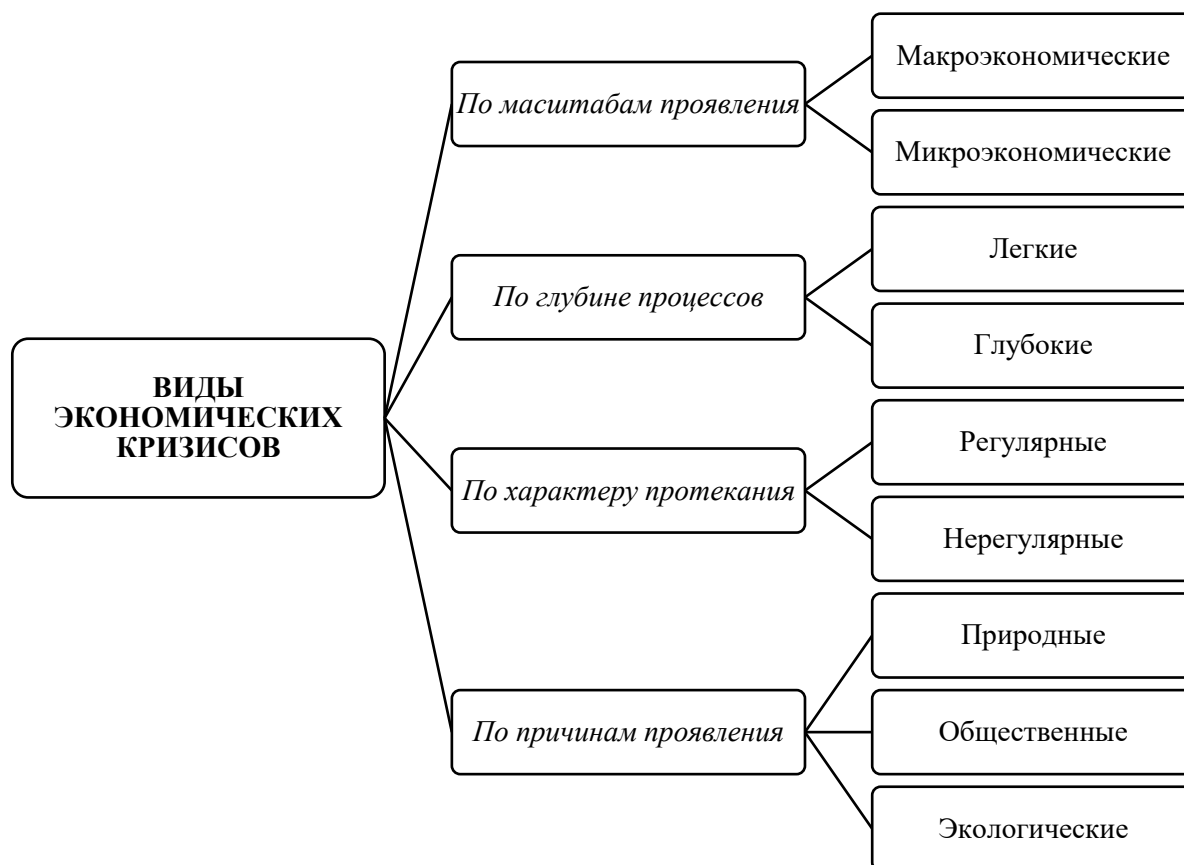 ВИДЫ
ЭКОНОМИЧЕСКИХ
КРИЗИСОВ
По масштабам проявления
Макроэкономические
Микроэкономические
По глубине процессов
Легкие
Глубокие
По характеру протекания
Регулярные
Нерегулярные
По причинам проявления
Природные
Общественные
Экологические